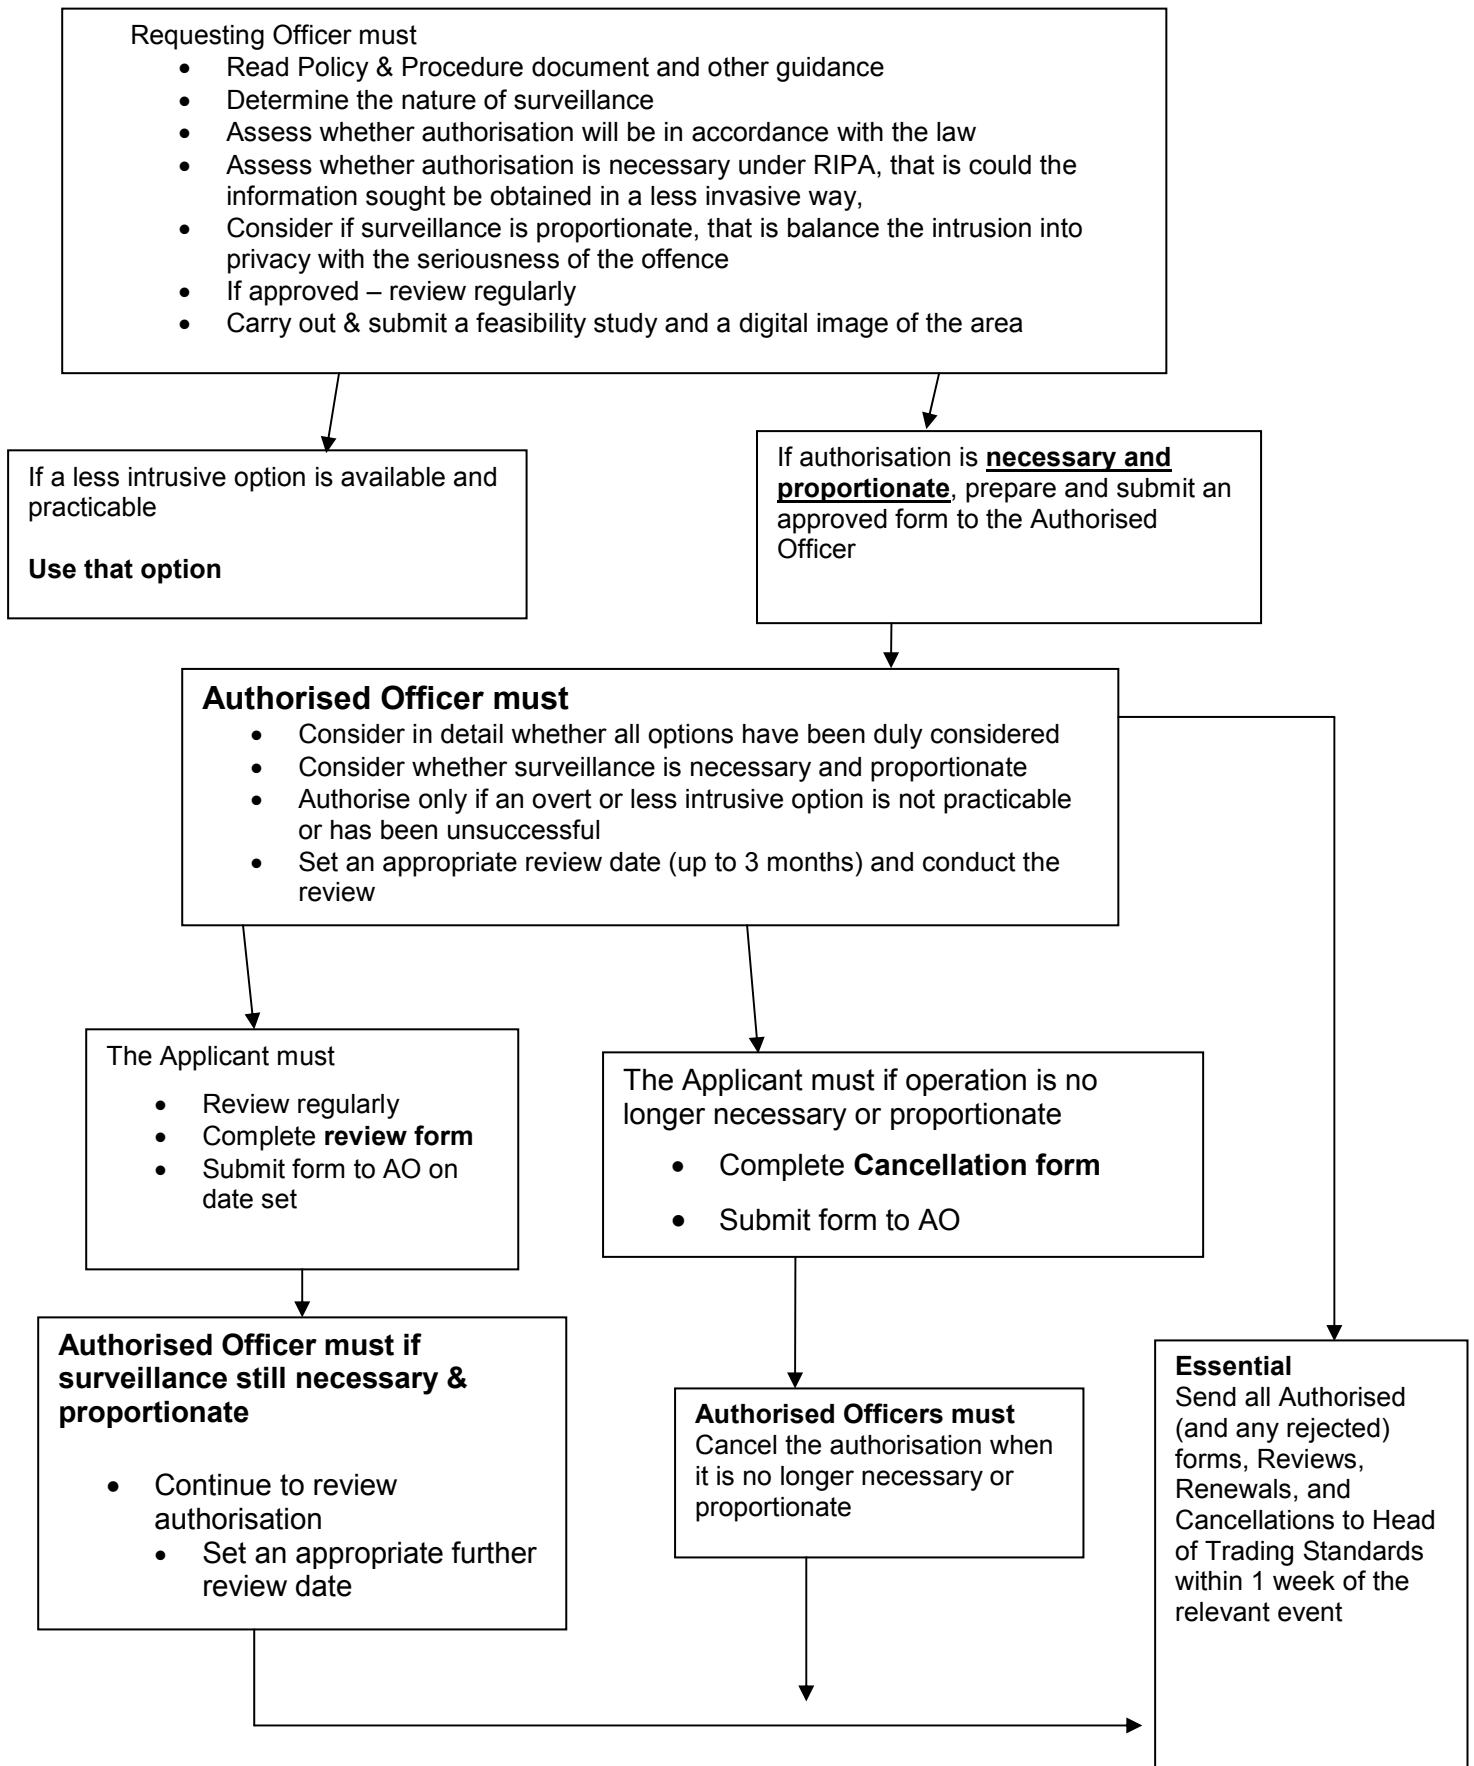 Requesting Officer must
• Read Policy & Procedure document and other guidance
• Determine the nature of surveillance
• Assess whether authorisation will be in accordance with the law
• Assess whether authorisation is necessary under RIPA, that is could the
information sought be obtained in a less invasive way,
• Consider if surveillance is proportionate, that is balance the intrusion into
privacy with the seriousness of the offence
• If approved – review regularly
• Carry out & submit a feasibility study and a digital image of the area
If a less intrusive option is available and
practicable
Use that option
If authorisation is necessary and
proportionate, prepare and submit an
approved form to the Authorised
Officer
Authorised Officer must
• Consider in detail whether all options have been duly considered
• Consider whether surveillance is necessary and proportionate
• Authorise only if an overt or less intrusive option is not practicable
or has been unsuccessful
• Set an appropriate review date (up to 3 months) and conduct the
review
The Applicant must
• Review regularly
• Complete review form
• Submit form to AO on
date set
The Applicant must if operation is no
longer necessary or proportionate
• Complete Cancellation form
• Submit form to AO
Authorised Officer must if
surveillance still necessary &
proportionate
• Continue to review
authorisation
• Set an appropriate further
review date
Authorised Officers must
Cancel the authorisation when
it is no longer necessary or
proportionate
Essential
Send all Authorised
(and any rejected)
forms, Reviews,
Renewals, and
Cancellations to Head
of Trading Standards
within 1 week of the
relevant event